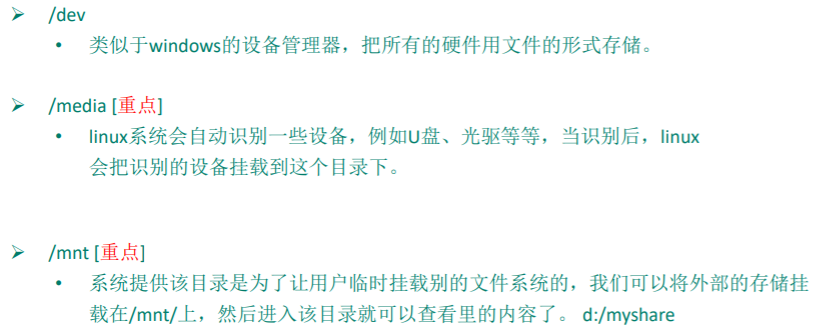 ➢ /dev
• 类似于windows的设备管理器，把所有的硬件用文件的形式存储。
➢ /media [重点]
• linux系统会自动识别一些设备，例如U盘、光驱等等，当识别后，linux
会把识别的设备挂载到这个目录下。
➢ /mnt [重点]
• 系统提供该目录是为了让用户临时挂载别的文件系统的，我们可以将外部的存储挂
载在/mnt/上，然后进入该目录就可以查看里的内容了。 d:/myshare